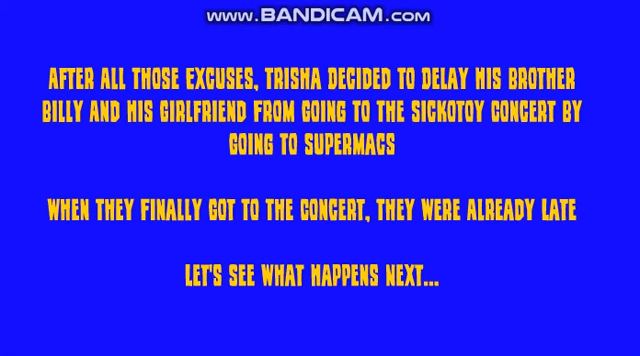 www.BANDICAM.com
AFTER ALL THOSE EXCUSES, TRISHA DECIDED TO DELAY HIS BROTHER
BILLY AND HIS GIRLFRIEND FROM GOING TO THE SICKOTOY CONCERT BY
GOING TO SUPERMACS
WHEN THEY FINALLY GOT TO THE CONCERT, THEY WERE ALREADY LATE
LET'S SEE WHAT HAPPENS NEXT...